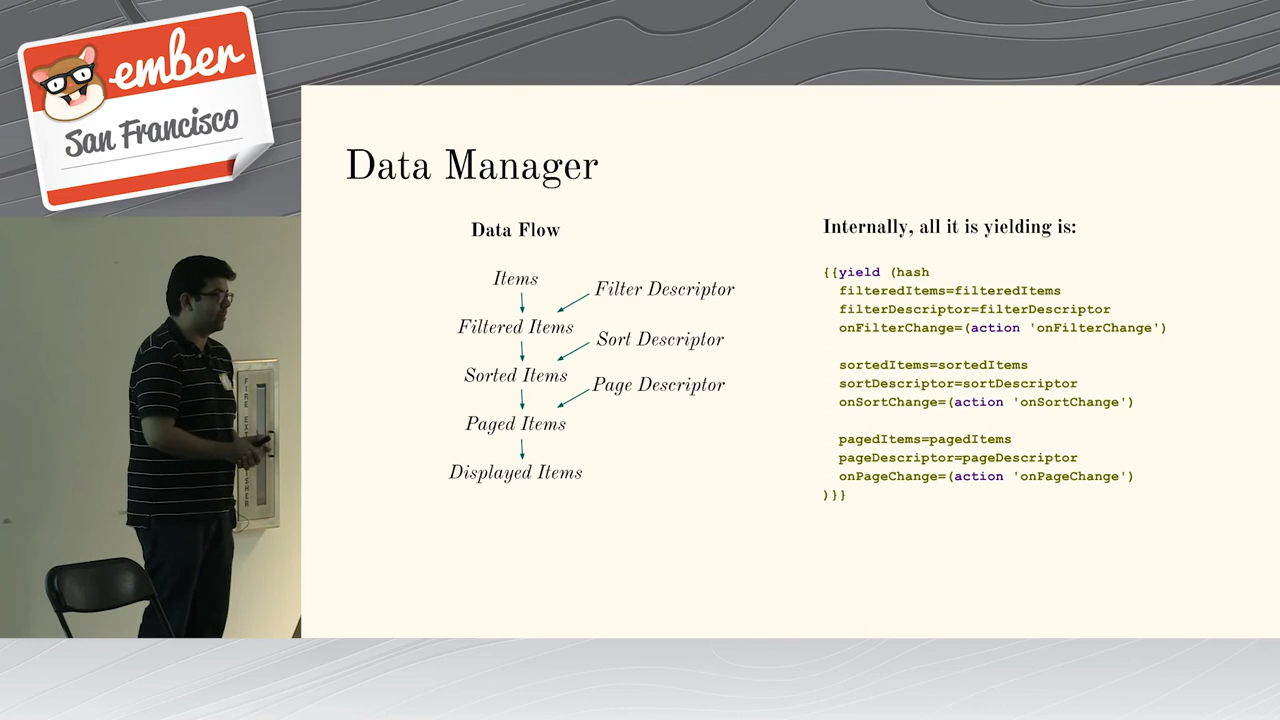 ember
San Francisco
FIRE EXTINGUISHER
Data Manager
Data Flow
Items
Filter Descriptor
Filtered Items
Sort Descriptor
Sorted Items
Page Descriptor
Paged Items
Displayed Items
Internally, all it is yielding is:
{{yield (hash
filteredItems=filteredItems
filterDescriptor=filterDescriptor
onFilterChange=(action 'onFilterChange')
sortedItems=sortedItems
sortDescriptor=sortDescriptor
onSortChange=(action 'onSortChange')
pagedItems=pagedItems
pageDescriptor=pageDescriptor
onPageChange=(action 'onPageChange')
)}}